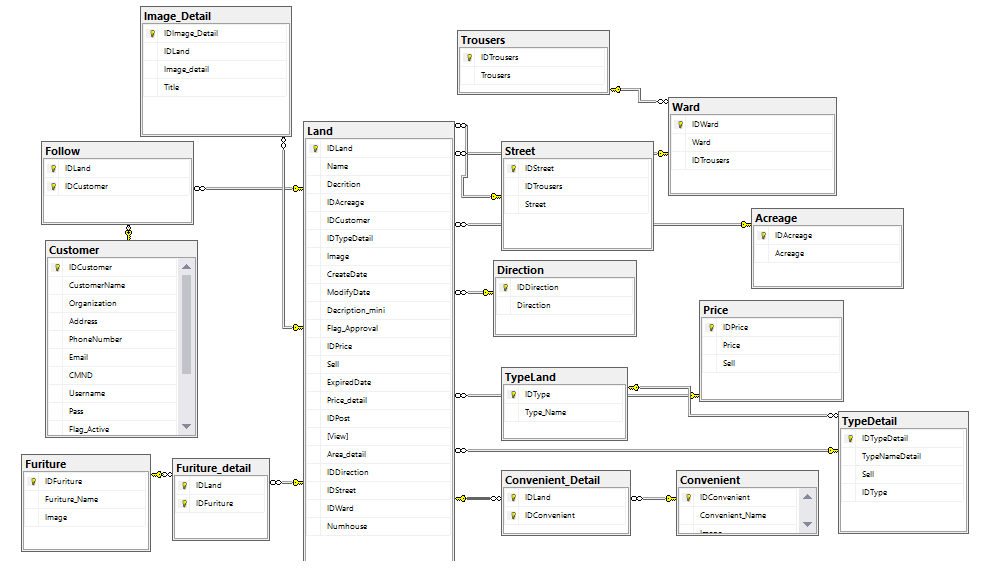 Image_Detail
IDImage_Detail
IDLand
Image_detail
Title
Trousers
IDTrousers
Trousers
Ward
IDWard
Ward
IDTrousers
Land
IDLand
Name
Decrition
IDAcreage
IDCustomer
IDTypeDetail
Image
CreateDate
ModifyDate
Decription_mini
Flag_Approval
IDPrice
Sell
ExpiredDate
Price_detail
IDPost
[View]
Area_detail
IDDirection
IDStreet
IDWard
Numhouse
Follow
IDLand
IDCustomer
Street
IDStreet
IDTrousers
Street
Acreage
IDAcreage
Acreage
Customer
IDCustomer
CustomerName
Organization
Address
PhoneNumber
Email
CMND
Username
Pass
Flag_Active
Direction
IDDirection
Direction
Price
IDPrice
Price
Sell
TypeLand
IDType
Type_Name
TypeDetail
IDTypeDetail
TypeNameDetail
Sell
IDType
Furiture
IDFuriture
Furiture_Name
Image
Furiture_detail
IDLand
IDFuriture
Convenient_Detail
IDLand
IDConvenient
Convenient
IDConvenient
Convenient_Name